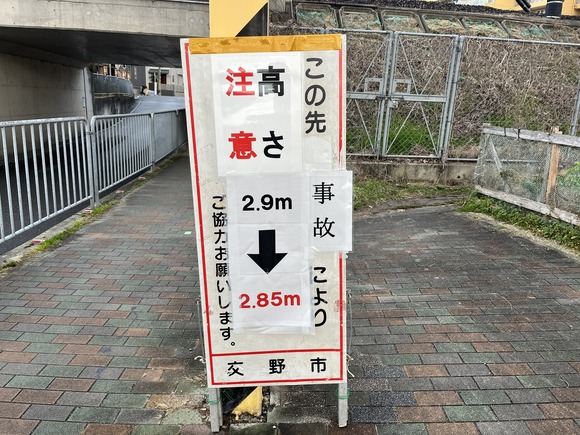 この先
事故
により
高さ
注意
2.9m
2.85m
ご協力お願いします。
交野市